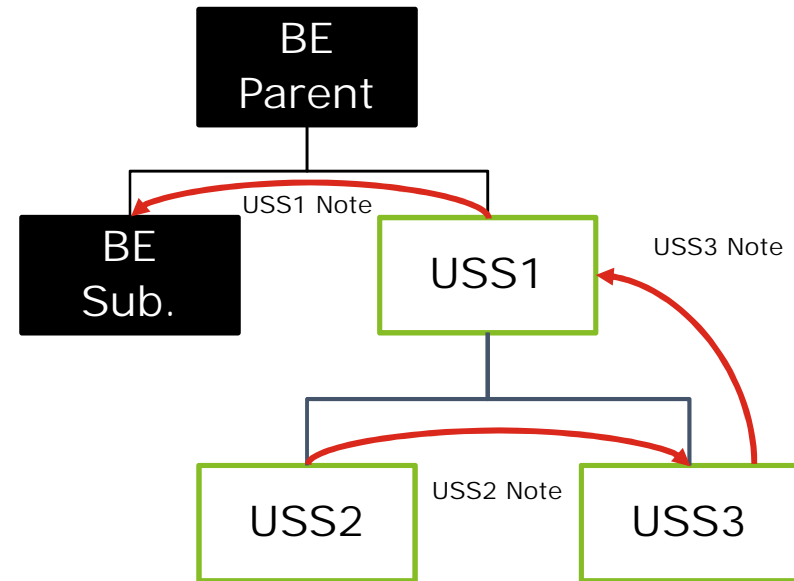 BE
Parent
USS1 Note
BE
Sub.
USS1
USS3 Note
USS2
USS2 Note
USS3